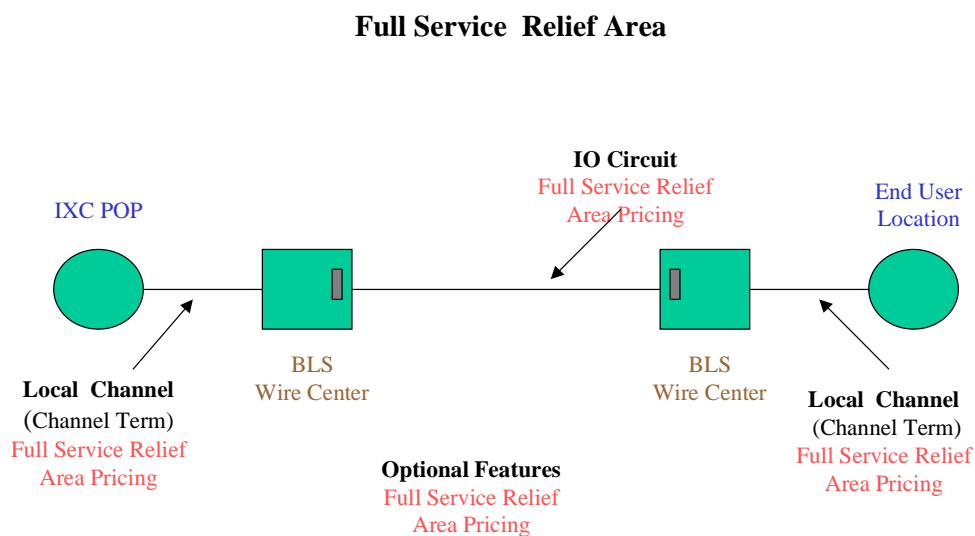 Full Service Relief Area
IO Circuit
Full Service Relief
Area Pricing
IXC POP
End User
Location
BLS
Wire Center
BLS
Wire Center
Local Channel
(Channel Term)
Full Service Relief
Area Pricing
Local Channel
(Channel Term)
Full Service Relief
Area Pricing
Optional Features
Full Service Relief
Area Pricing